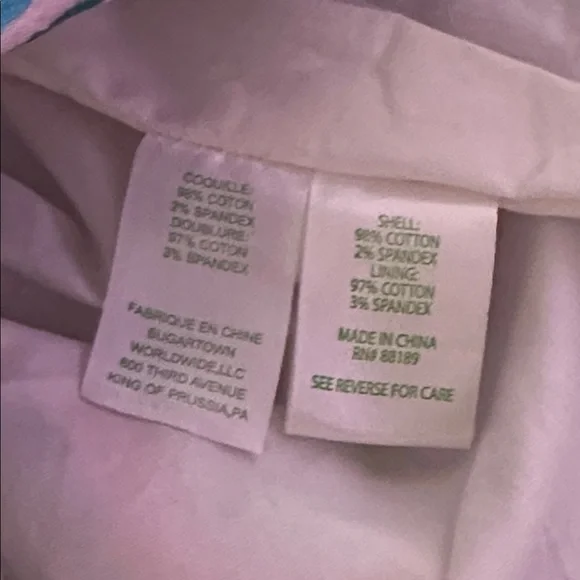 COQUILLE:
98% COTON
2% SPANDEX
DOUBLURE:
97% COTON
3% SPANDEX
FABRIQUE EN CHINE
SUGARTOWN
WORLDWIDE,LLC
800 THIRD AVENUE
KING OF PRUSSIA,PA
SHELL:
98% COTTON
2% SPANDEX
LINING:
97% COTTON
3% SPANDEX
MADE IN CHINA
RN# 88189
SEE REVERSE FOR CARE